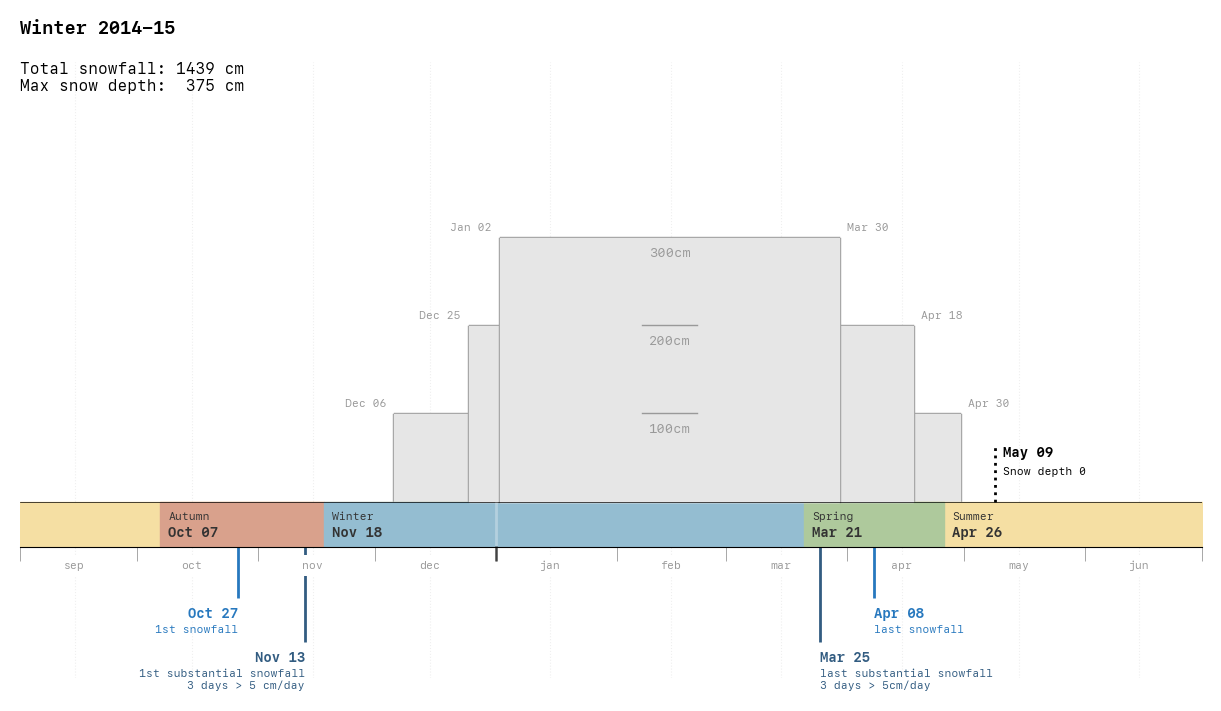 Winter 2014–15
Total snowfall: 1439 cm
Max snow depth:  375 cm
Jan 02
Mar 30
300cm
Dec 25
Apr 18
200cm
Dec 06
Apr 30
100cm
May 09
Snow depth 0
Autumn Winter Spring Summer
Oct 07 Nov 18 Mar 21 Apr 26
sep oct nov dec jan feb mar apr may jun
Oct 27
1st snowfall
Apr 08
last snowfall
Nov 13
1st substantial snowfall
3 days > 5 cm/day
Mar 25
last substantial snowfall
3 days > 5cm/day